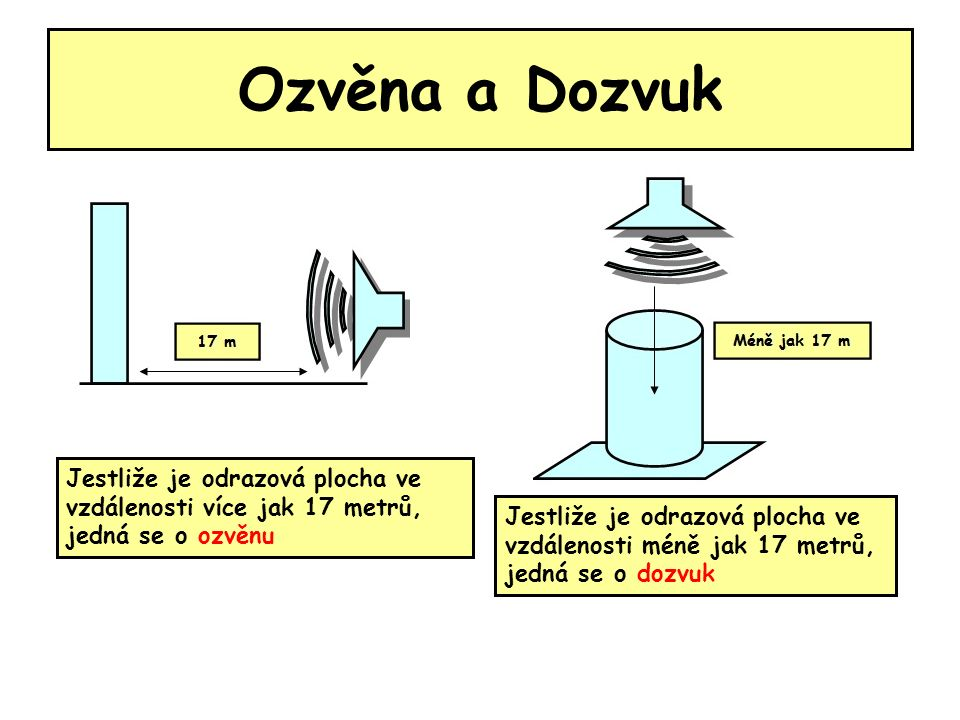 Ozvěna a Dozvuk
17 m
Méně jak 17 m
Jestliže je odrazová plocha ve
vzdálenosti více jak 17 metrů,
jedná se o ozvěnu
Jestliže je odrazová plocha ve
vzdálenosti méně jak 17 metrů,
jedná se o dozvuk